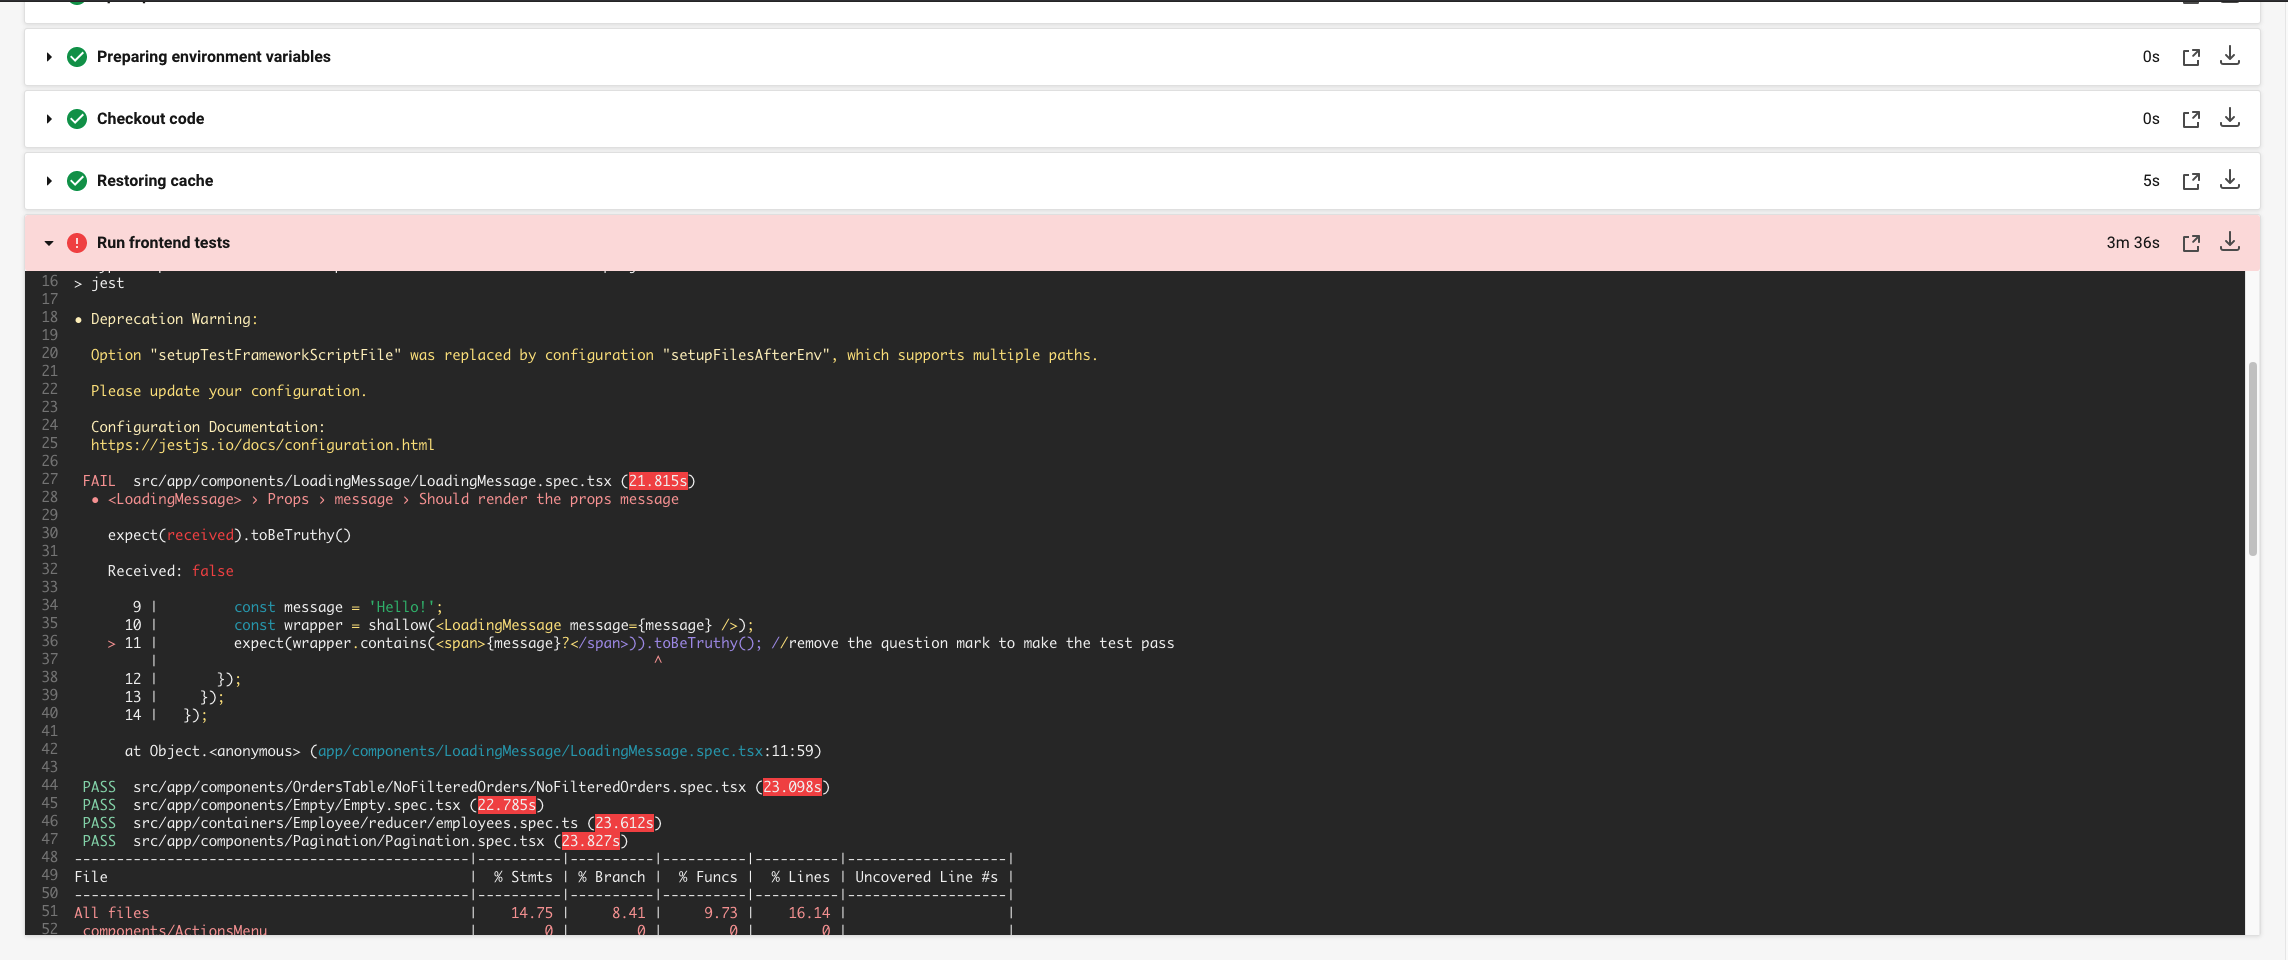 Preparing environment variables 0s
Checkout code 0s
Restoring cache 5s
Run frontend tests 3m 36s
16 > jest
17
18 • Deprecation Warning:
19
20 Option "setupTestFrameworkScriptFile" was replaced by configuration "setupFilesAfterEnv", which supports multiple paths.
21
22 Please update your configuration.
23
24 Configuration Documentation:
25 https://jestjs.io/docs/configuration.html
26
27 FAIL src/app/components/LoadingMessage/LoadingMessage.spec.tsx (21.815s)
28 • <LoadingMessage> › Props › message › Should render the props message
29
30 expect(received).toBeTruthy()
31
32 Received: false
33
34 9 | const message = 'Hello!';
35 10 | const wrapper = shallow(<LoadingMessage message={message} />);
36 > 11 | expect(wrapper.contains(<span>{message}?</span>)).toBeTruthy(); //remove the question mark to make the test pass
37 | ^
38 12 | });
39 13 | });
40 14 | });
41
42 at Object.<anonymous> (app/components/LoadingMessage/LoadingMessage.spec.tsx:11:59)
43
44 PASS src/app/components/OrdersTable/NoFilteredOrders/NoFilteredOrders.spec.tsx (23.098s)
45 PASS src/app/components/Empty/Empty.spec.tsx (22.785s)
46 PASS src/app/containers/Employee/reducer/employees.spec.ts (23.612s)
47 PASS src/app/components/Pagination/Pagination.spec.tsx (23.827s)
48 -----------------------------------------------|----------|----------|----------|----------|-------------------|
49 File | % Stmts | % Branch | % Funcs | % Lines | Uncovered Line #s |
50 -----------------------------------------------|----------|----------|----------|----------|-------------------|
51 All files | 14.75 | 8.41 | 9.73 | 16.14 | |
52 components/ActionsMenu | 0 | 0 | 0 | 0 | |